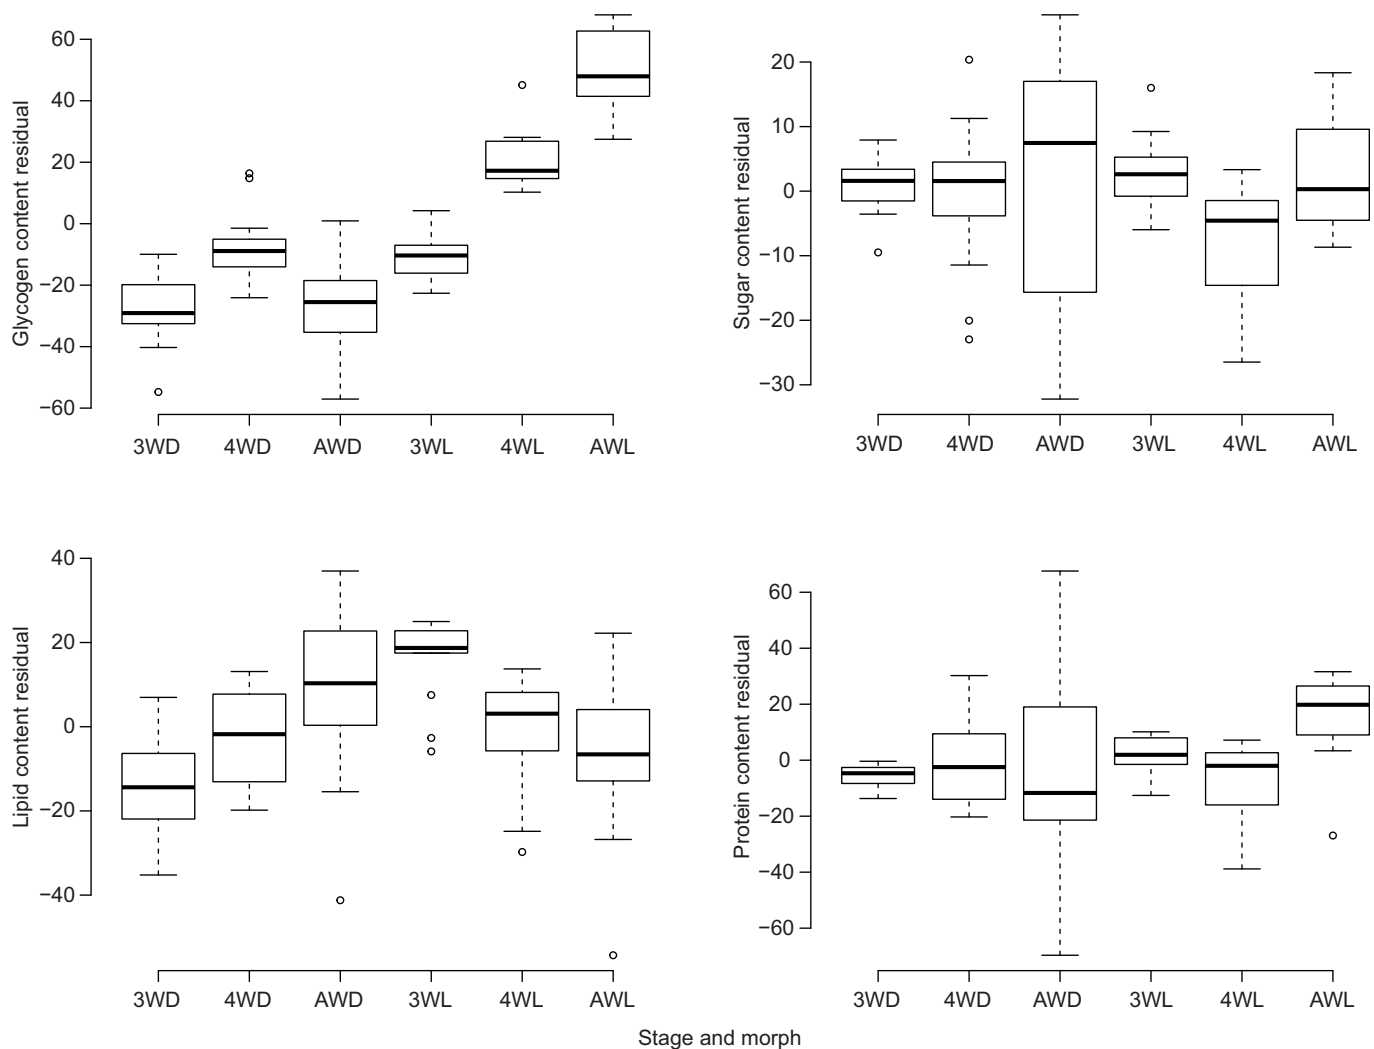 Glycogen content residual
60
40
20
0
−20
−40
−60
3WD 4WD AWD 3WL 4WL AWL
Sugar content residual
20
10
0
−10
−20
−30
3WD 4WD AWD 3WL 4WL AWL
Lipid content residual
40
20
0
−20
−40
3WD 4WD AWD 3WL 4WL AWL
Protein content residual
60
40
20
0
−20
−40
−60
3WD 4WD AWD 3WL 4WL AWL
Stage and morph